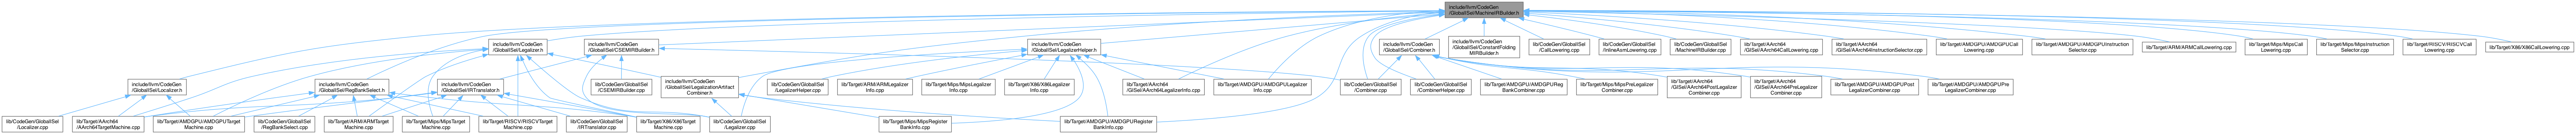 include/llvm/CodeGen
/GlobalISel/MachineIRBuilder.h
include/llvm/CodeGen
/GlobalISel/Legalizer.h
include/llvm/CodeGen
/GlobalISel/CSEMIRBuilder.h
include/llvm/CodeGen
/GlobalISel/LegalizerHelper.h
include/llvm/CodeGen
/GlobalISel/Combiner.h
include/llvm/CodeGen
/GlobalISel/ConstantFolding
MIRBuilder.h
lib/CodeGen/GlobalISel
/CallLowering.cpp
lib/CodeGen/GlobalISel
/InlineAsmLowering.cpp
lib/CodeGen/GlobalISel
/MachineIRBuilder.cpp
lib/Target/AArch64
/GISel/AArch64CallLowering.cpp
lib/Target/AArch64
/GISel/AArch64InstructionSelector.cpp
lib/Target/AMDGPU/AMDGPUCall
Lowering.cpp
lib/Target/AMDGPU/AMDGPUInstruction
Selector.cpp
lib/Target/ARM/ARMCallLowering.cpp
lib/Target/Mips/MipsCall
Lowering.cpp
lib/Target/Mips/MipsInstruction
Selector.cpp
lib/Target/RISCV/RISCVCall
Lowering.cpp
lib/Target/X86/X86CallLowering.cpp
include/llvm/CodeGen
/GlobalISel/Localizer.h
include/llvm/CodeGen
/GlobalISel/RegBankSelect.h
include/llvm/CodeGen
/GlobalISel/IRTranslator.h
lib/CodeGen/GlobalISel
/CSEMIRBuilder.cpp
include/llvm/CodeGen
/GlobalISel/LegalizationArtifact
Combiner.h
lib/CodeGen/GlobalISel
/LegalizerHelper.cpp
lib/Target/ARM/ARMLegalizer
Info.cpp
lib/Target/Mips/MipsLegalizer
Info.cpp
lib/Target/X86/X86Legalizer
Info.cpp
lib/Target/AArch64
/GISel/AArch64LegalizerInfo.cpp
lib/Target/AMDGPU/AMDGPULegalizer
Info.cpp
lib/CodeGen/GlobalISel
/Combiner.cpp
lib/CodeGen/GlobalISel
/CombinerHelper.cpp
lib/Target/AMDGPU/AMDGPUReg
BankCombiner.cpp
lib/Target/Mips/MipsPreLegalizer
Combiner.cpp
lib/Target/AArch64
/GISel/AArch64PostLegalizer
Combiner.cpp
lib/Target/AArch64
/GISel/AArch64PreLegalizer
Combiner.cpp
lib/Target/AMDGPU/AMDGPUPost
LegalizerCombiner.cpp
lib/Target/AMDGPU/AMDGPUPre
LegalizerCombiner.cpp
lib/CodeGen/GlobalISel
/Localizer.cpp
lib/Target/AArch64
/AArch64TargetMachine.cpp
lib/Target/AMDGPU/AMDGPUTarget
Machine.cpp
lib/CodeGen/GlobalISel
/RegBankSelect.cpp
lib/Target/ARM/ARMTarget
Machine.cpp
lib/Target/Mips/MipsTarget
Machine.cpp
lib/Target/RISCV/RISCVTarget
Machine.cpp
lib/CodeGen/GlobalISel
/IRTranslator.cpp
lib/Target/X86/X86Target
Machine.cpp
lib/CodeGen/GlobalISel
/Legalizer.cpp
lib/Target/Mips/MipsRegister
BankInfo.cpp
lib/Target/AMDGPU/AMDGPURegister
BankInfo.cpp